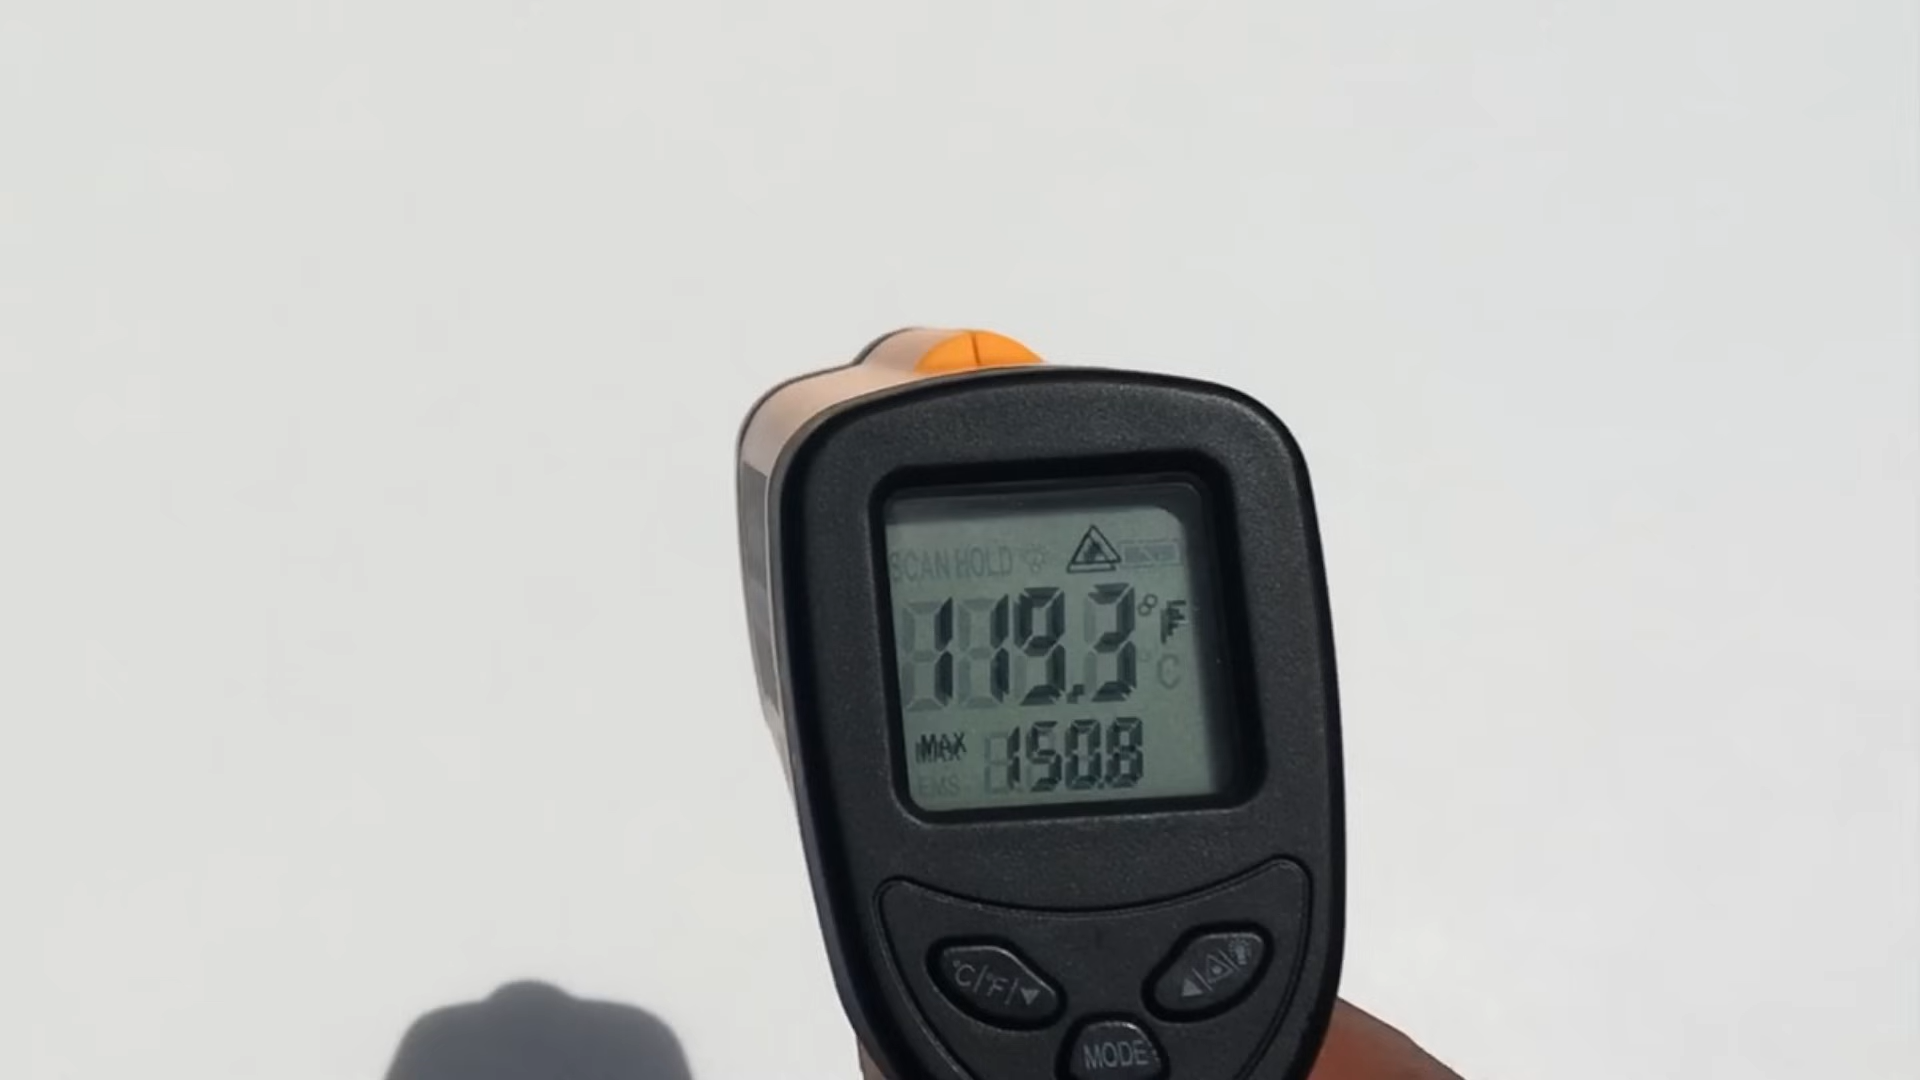 SCAN HOLD
119.3 °F
°C
MAX 150.8
EMS
°C/°F/▼
▲/
MODE